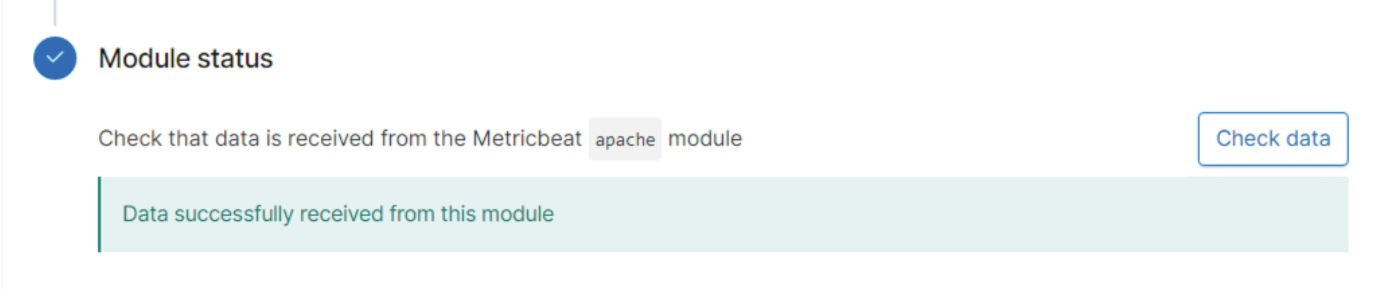 Module status
Check that data is received from the Metricbeat apache module
Check data
Data successfully received from this module